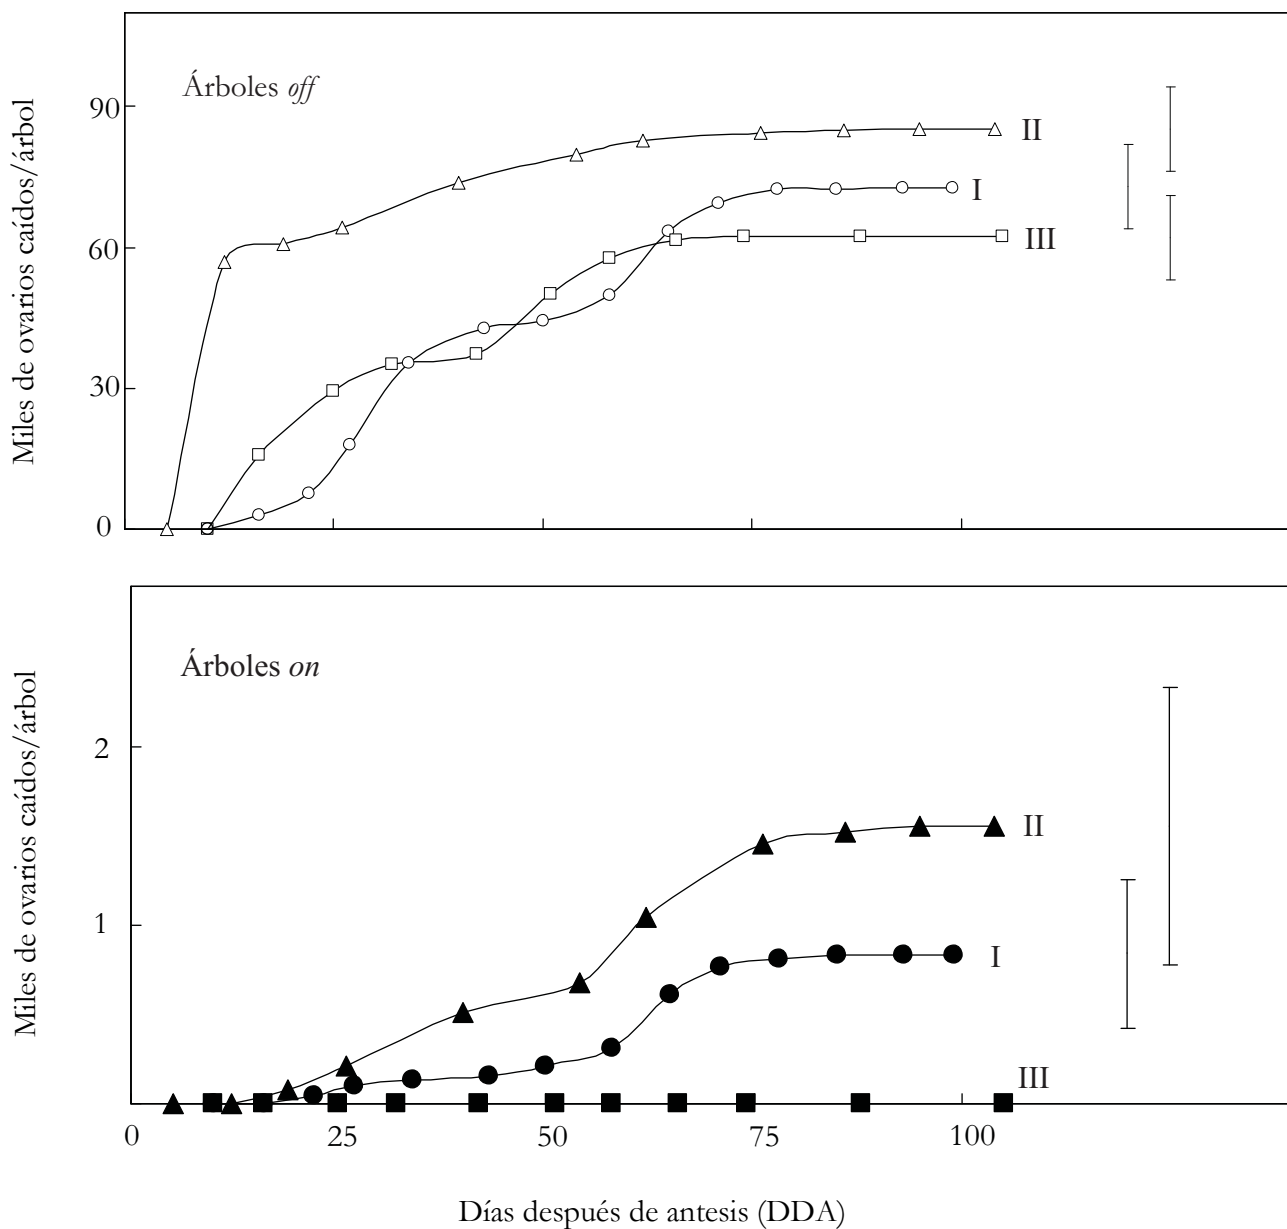 Árboles off
Miles de ovarios caídos/árbol
90
60
30
0
II
I
III
Árboles on
Miles de ovarios caídos/árbol
2
1
II
I
III
0 25 50 75 100
Días después de antesis (DDA)